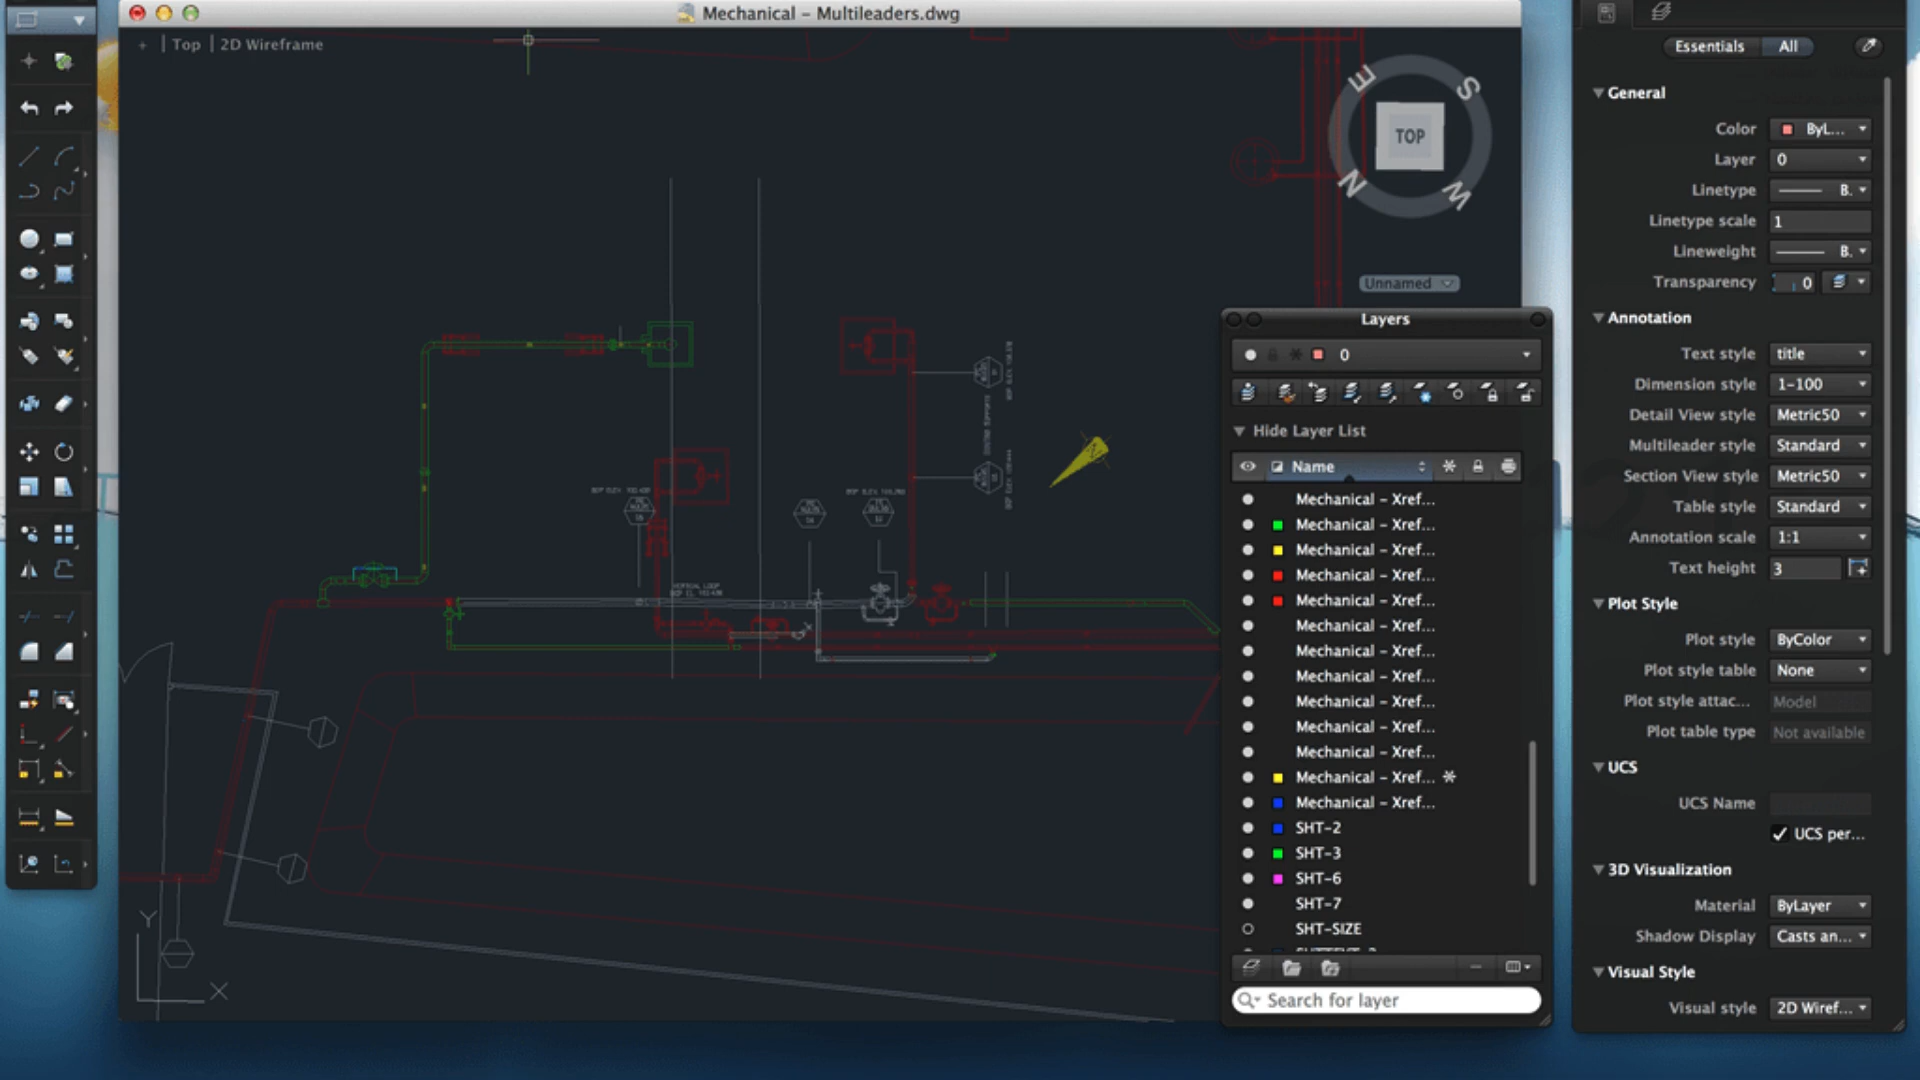 Mechanical - Multileaders.dwg
+ | Top | 2D Wireframe
E
S
TOP
N
W
Unnamed
VERTICAL LOOP
Y
X
Layers
0
Hide Layer List
Name
Mechanical - Xref...
Mechanical - Xref...
Mechanical - Xref...
Mechanical - Xref...
Mechanical - Xref...
Mechanical - Xref...
Mechanical - Xref...
Mechanical - Xref...
Mechanical - Xref...
Mechanical - Xref...
Mechanical - Xref...
Mechanical - Xref...
Mechanical - Xref...
SHT-2
SHT-3
SHT-6
SHT-7
SHT-SIZE
Search for layer
Essentials All
General
Color ByL...
Layer 0
Linetype B.
Linetype scale 1
Lineweight B.
Transparency 0
Annotation
Text style title
Dimension style 1-100
Detail View style Metric50
Multileader style Standard
Section View style Metric50
Table style Standard
Annotation scale 1:1
Text height 3
Plot Style
Plot style ByColor
Plot style table None
Plot style attac... Model
Plot table type Not available
UCS
UCS Name
UCS per...
3D Visualization
Material ByLayer
Shadow Display Casts an...
Visual Style
Visual style 2D Wiref...